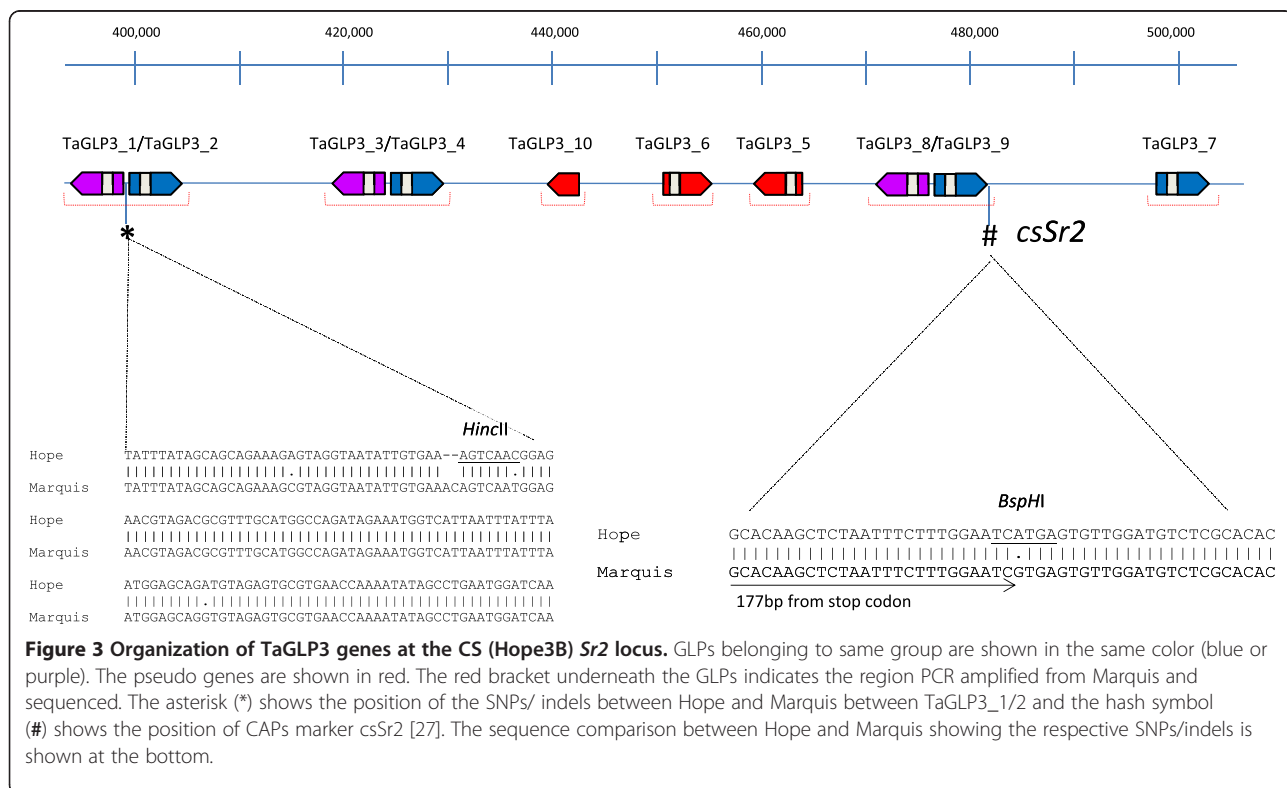 400,000 420,000 440,000 460,000 480,000 500,000
TaGLP3_1/TaGLP3_2 TaGLP3_3/TaGLP3_4 TaGLP3_10 TaGLP3_6 TaGLP3_5 TaGLP3_8/TaGLP3_9 TaGLP3_7
* # csSr2
HincII
Hope TATTTATAGCAGCAGAAAGAGTAGGTAATATTGTGAA--AGTCAACGGAG
Marquis TATTTATAGCAGCAGAAAGCGTAGGTAATATTGTGAAACAGTCAATGGAG
Hope AACGTAGACGCGTTTGCATGGCCAGATAGAAATGGTCATTAATTTATTTA
Marquis AACGTAGACGCGTTTGCATGGCCAGATAGAAATGGTCATTAATTTATTTA
Hope ATGGAGCAGATGTAGAGTGCGTGAACCAAAATATAGCCTGAATGGATCAA
Marquis ATGGAGCAGGTGTAGAGTGCGTGAACCAAAATATAGCCTGAATGGATCAA
BspHI
Hope GCACAAGCTCTAATTTCTTTGGAATCATGAGTGTTGGATGTCTCGCACAC
Marquis GCACAAGCTCTAATTTCTTTGGAATCGTGAGTGTTGGATGTCTCGCACAC
177bp from stop codon
Figure 3 Organization of TaGLP3 genes at the CS (Hope3B) Sr2 locus. GLPs belonging to same group are shown in the same color (blue or
purple). The pseudo genes are shown in red. The red bracket underneath the GLPs indicates the region PCR amplified from Marquis and
sequenced. The asterisk (*) shows the position of the SNPs/ indels between Hope and Marquis between TaGLP3_1/2 and the hash symbol
(#) shows the position of CAPs marker csSr2 [27]. The sequence comparison between Hope and Marquis showing the respective SNPs/indels is
shown at the bottom.